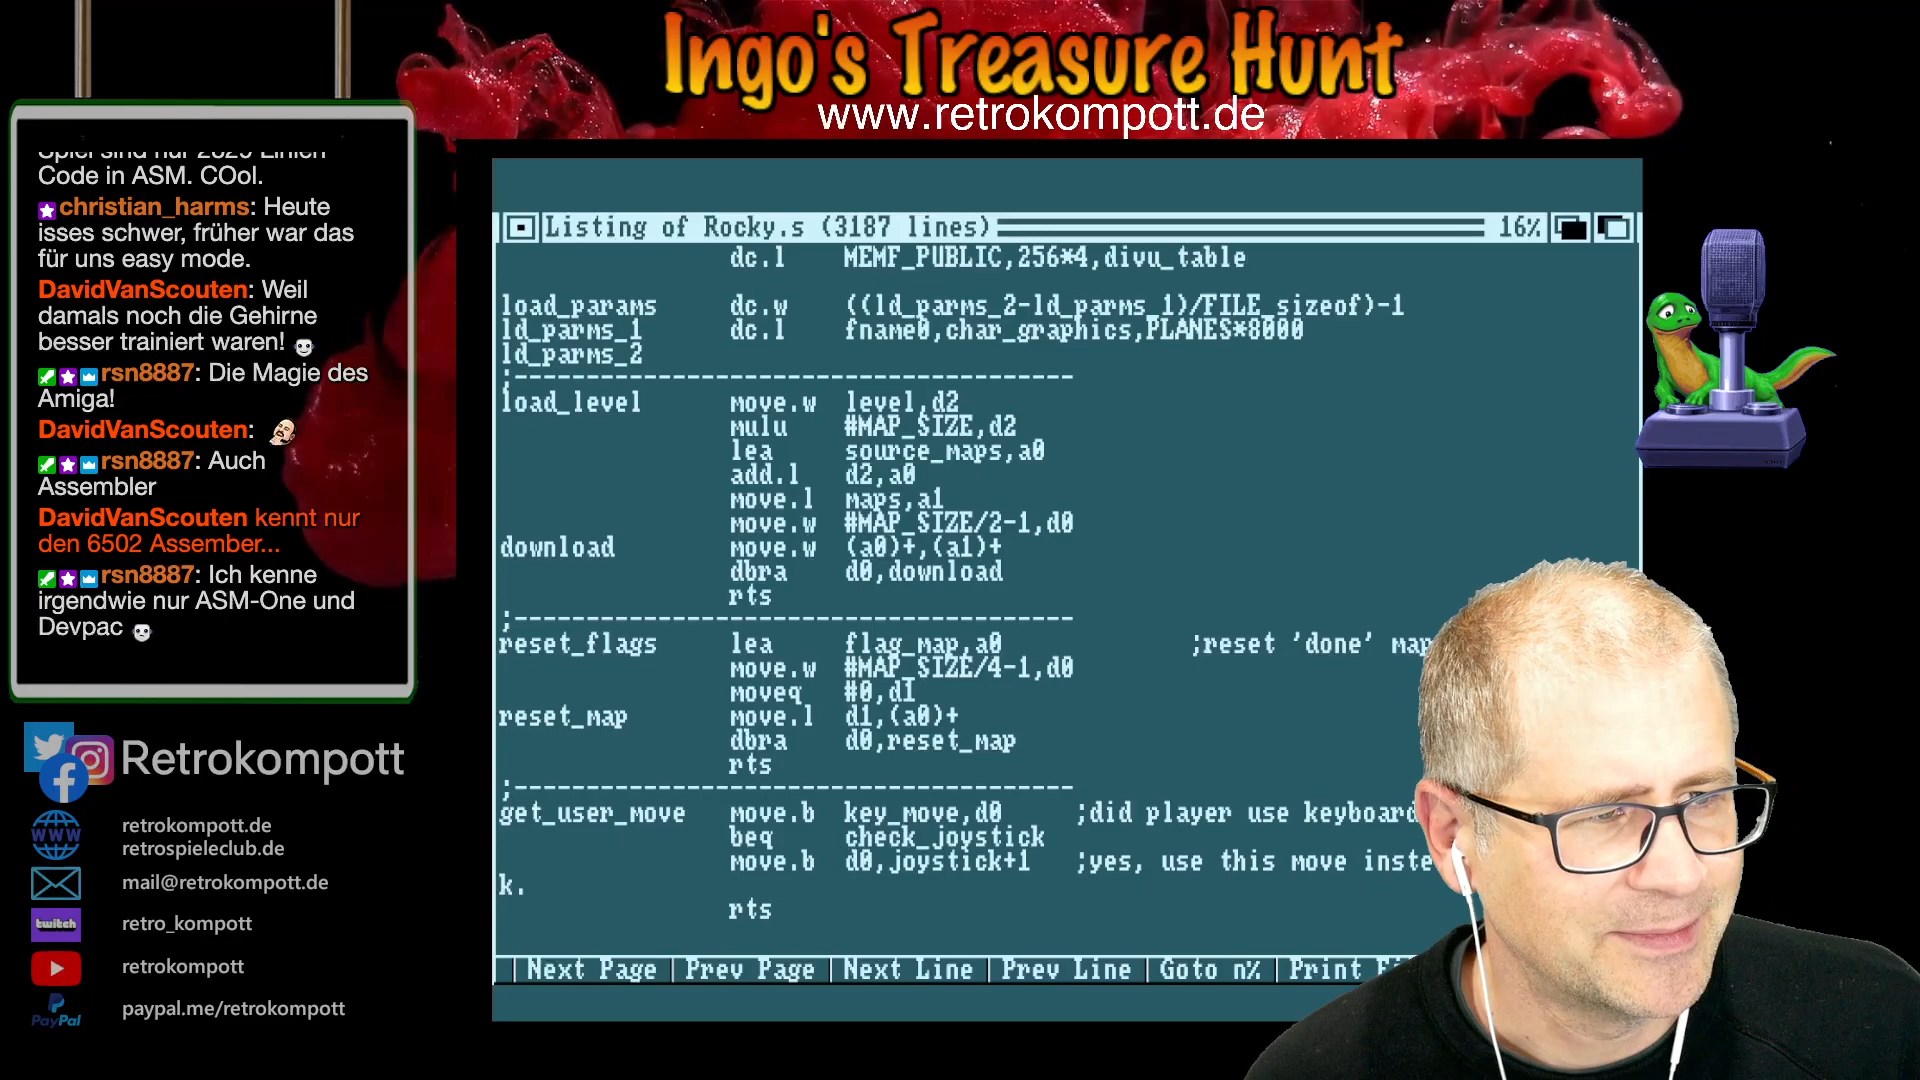 Ingo's Treasure Hunt
www.retrokompott.de
Code in ASM. COol.
christian_harms: Heute
isses schwer, früher war das
für uns easy mode.
DavidVanScouten: Weil
damals noch die Gehirne
besser trainiert waren!
rsn8887: Die Magie des
Amiga!
DavidVanScouten:
rsn8887: Auch
Assembler
DavidVanScouten kennt nur
den 6502 Assember...
rsn8887: Ich kenne
irgendwie nur ASM-One und
Devpac
Retrokompott
WWW
retrokompott.de
retrospieleclub.de
mail@retrokompott.de
twitch
retro_kompott
retrokompott
PayPal
paypal.me/retrokompott
Listing of Rocky.s (3187 lines) 16%
dc.l MEMF_PUBLIC,256*4,divu_table
load_params dc.w ((ld_parms_2-ld_parms_1)/FILE_sizeof)-1
ld_parms_1 dc.l fname0,char_graphics,PLANES*8000
ld_parms_2
;---------------------------------------
load_level move.w level,d2
mulu #MAP_SIZE,d2
lea source_maps,a0
add.l d2,a0
move.l maps,a1
move.w #MAP_SIZE/2-1,d0
download move.w (a0)+,(a1)+
dbra d0,download
rts
;---------------------------------------
reset_flags lea flag_map,a0 ;reset 'done' map
move.w #MAP_SIZE/4-1,d0
moveq #0,d1
reset_map move.l d1,(a0)+
dbra d0,reset_map
rts
;---------------------------------------
get_user_move move.b key_move,d0 ;did player use keyboard
beq check_joystick
move.b d0,joystick+1 ;yes, use this move inste
k.
rts
Next Page Prev Page Next Line Prev Line Goto n% Print